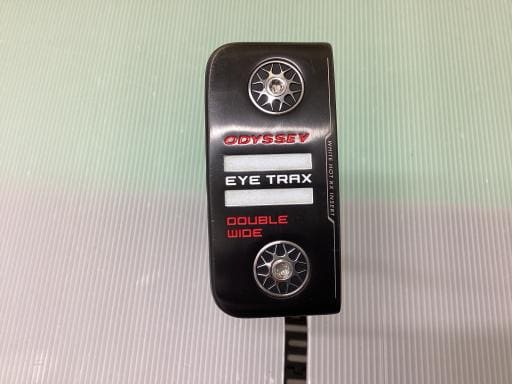 ODYSSEY
EYE TRAX
DOUBLE
WIDE
WHITE HOT RX INSERT